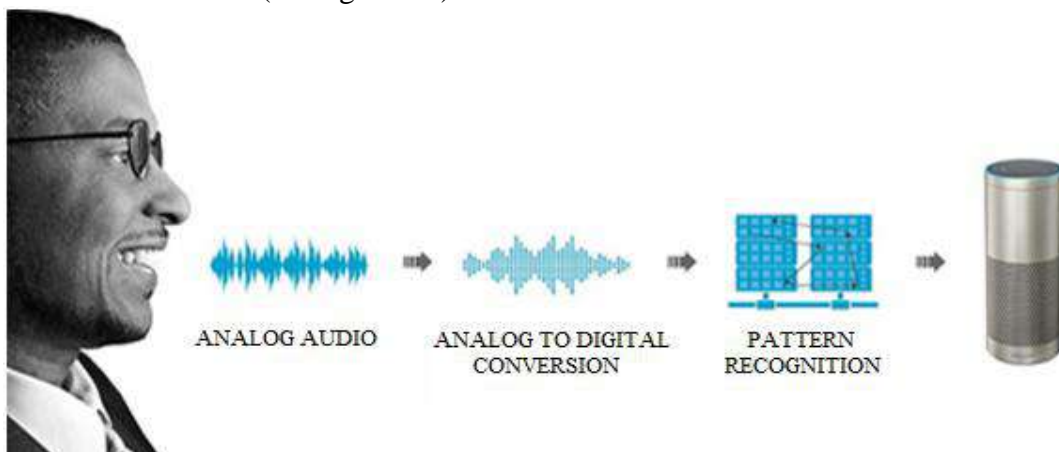 ANALOG AUDIO
ANALOG TO DIGITAL
CONVERSION
PATTERN
RECOGNITION